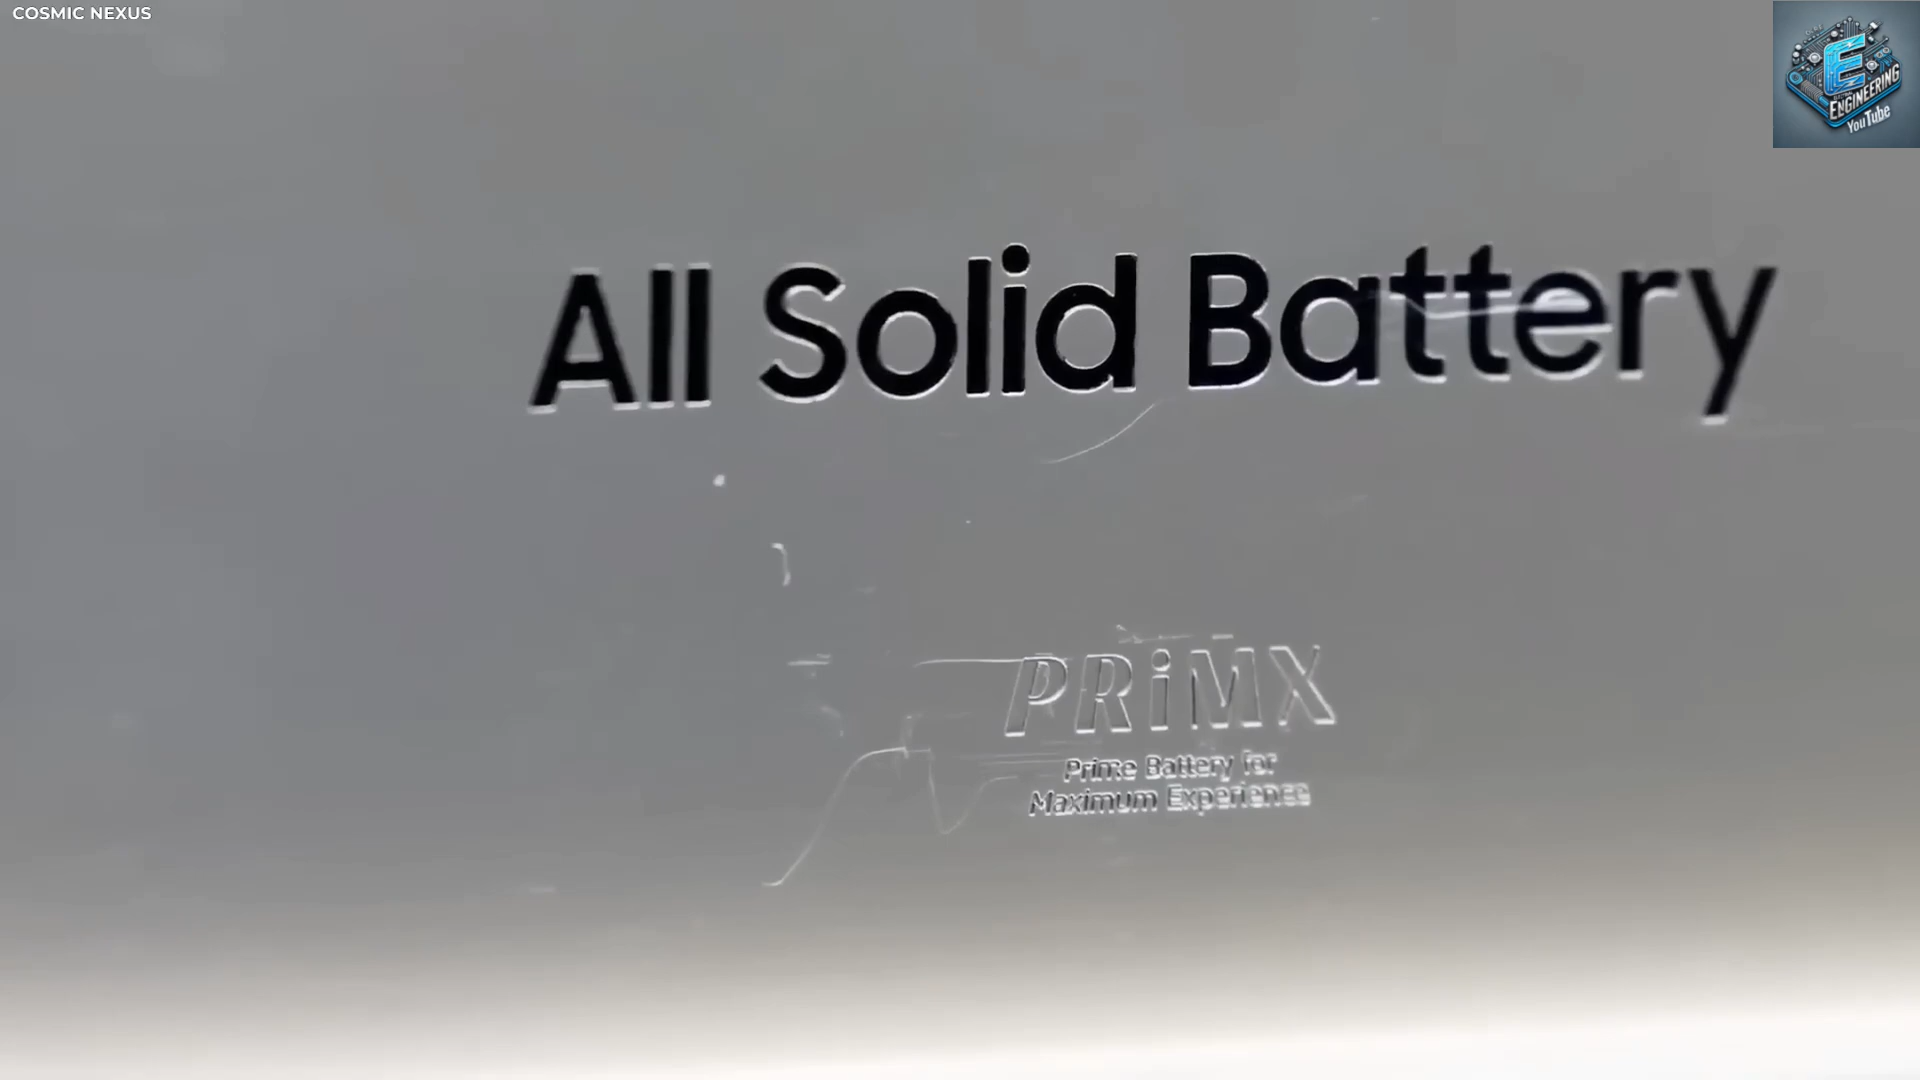 COSMIC NEXUS
E
ENGINEERING
YouTube
All Solid Battery
PRiMX
Prime Battery for
Maximum Experience